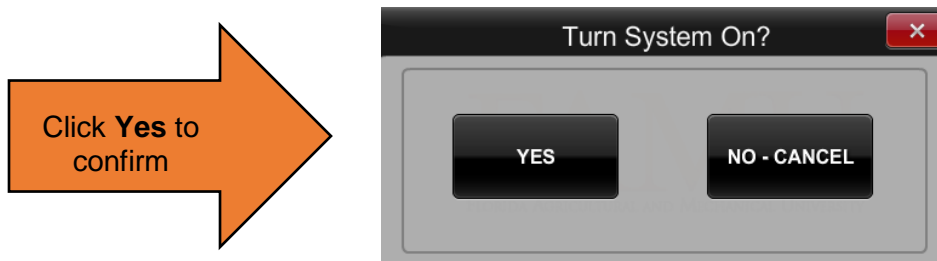 Click Yes to
confirm
Turn System On?
YES
NO - CANCEL